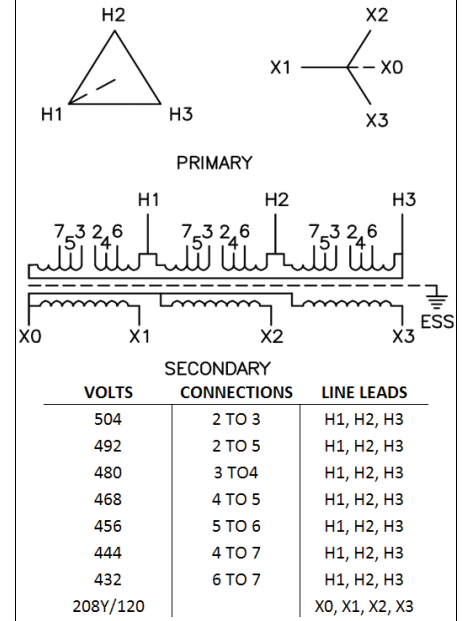 H2
H1 H3
X2
X1 X0
X3
PRIMARY
H1 H2 H3
7 5 3 2 4 6 7 5 3 2 4 6 7 5 3 2 4 6
ESS
X0 X1 X2 X3
SECONDARY
VOLTS CONNECTIONS LINE LEADS
504 2 TO 3 H1, H2, H3
492 2 TO 5 H1, H2, H3
480 3 TO4 H1, H2, H3
468 4 TO 5 H1, H2, H3
456 5 TO 6 H1, H2, H3
444 4 TO 7 H1, H2, H3
432 6 TO 7 H1, H2, H3
208Y/120 X0, X1, X2, X3